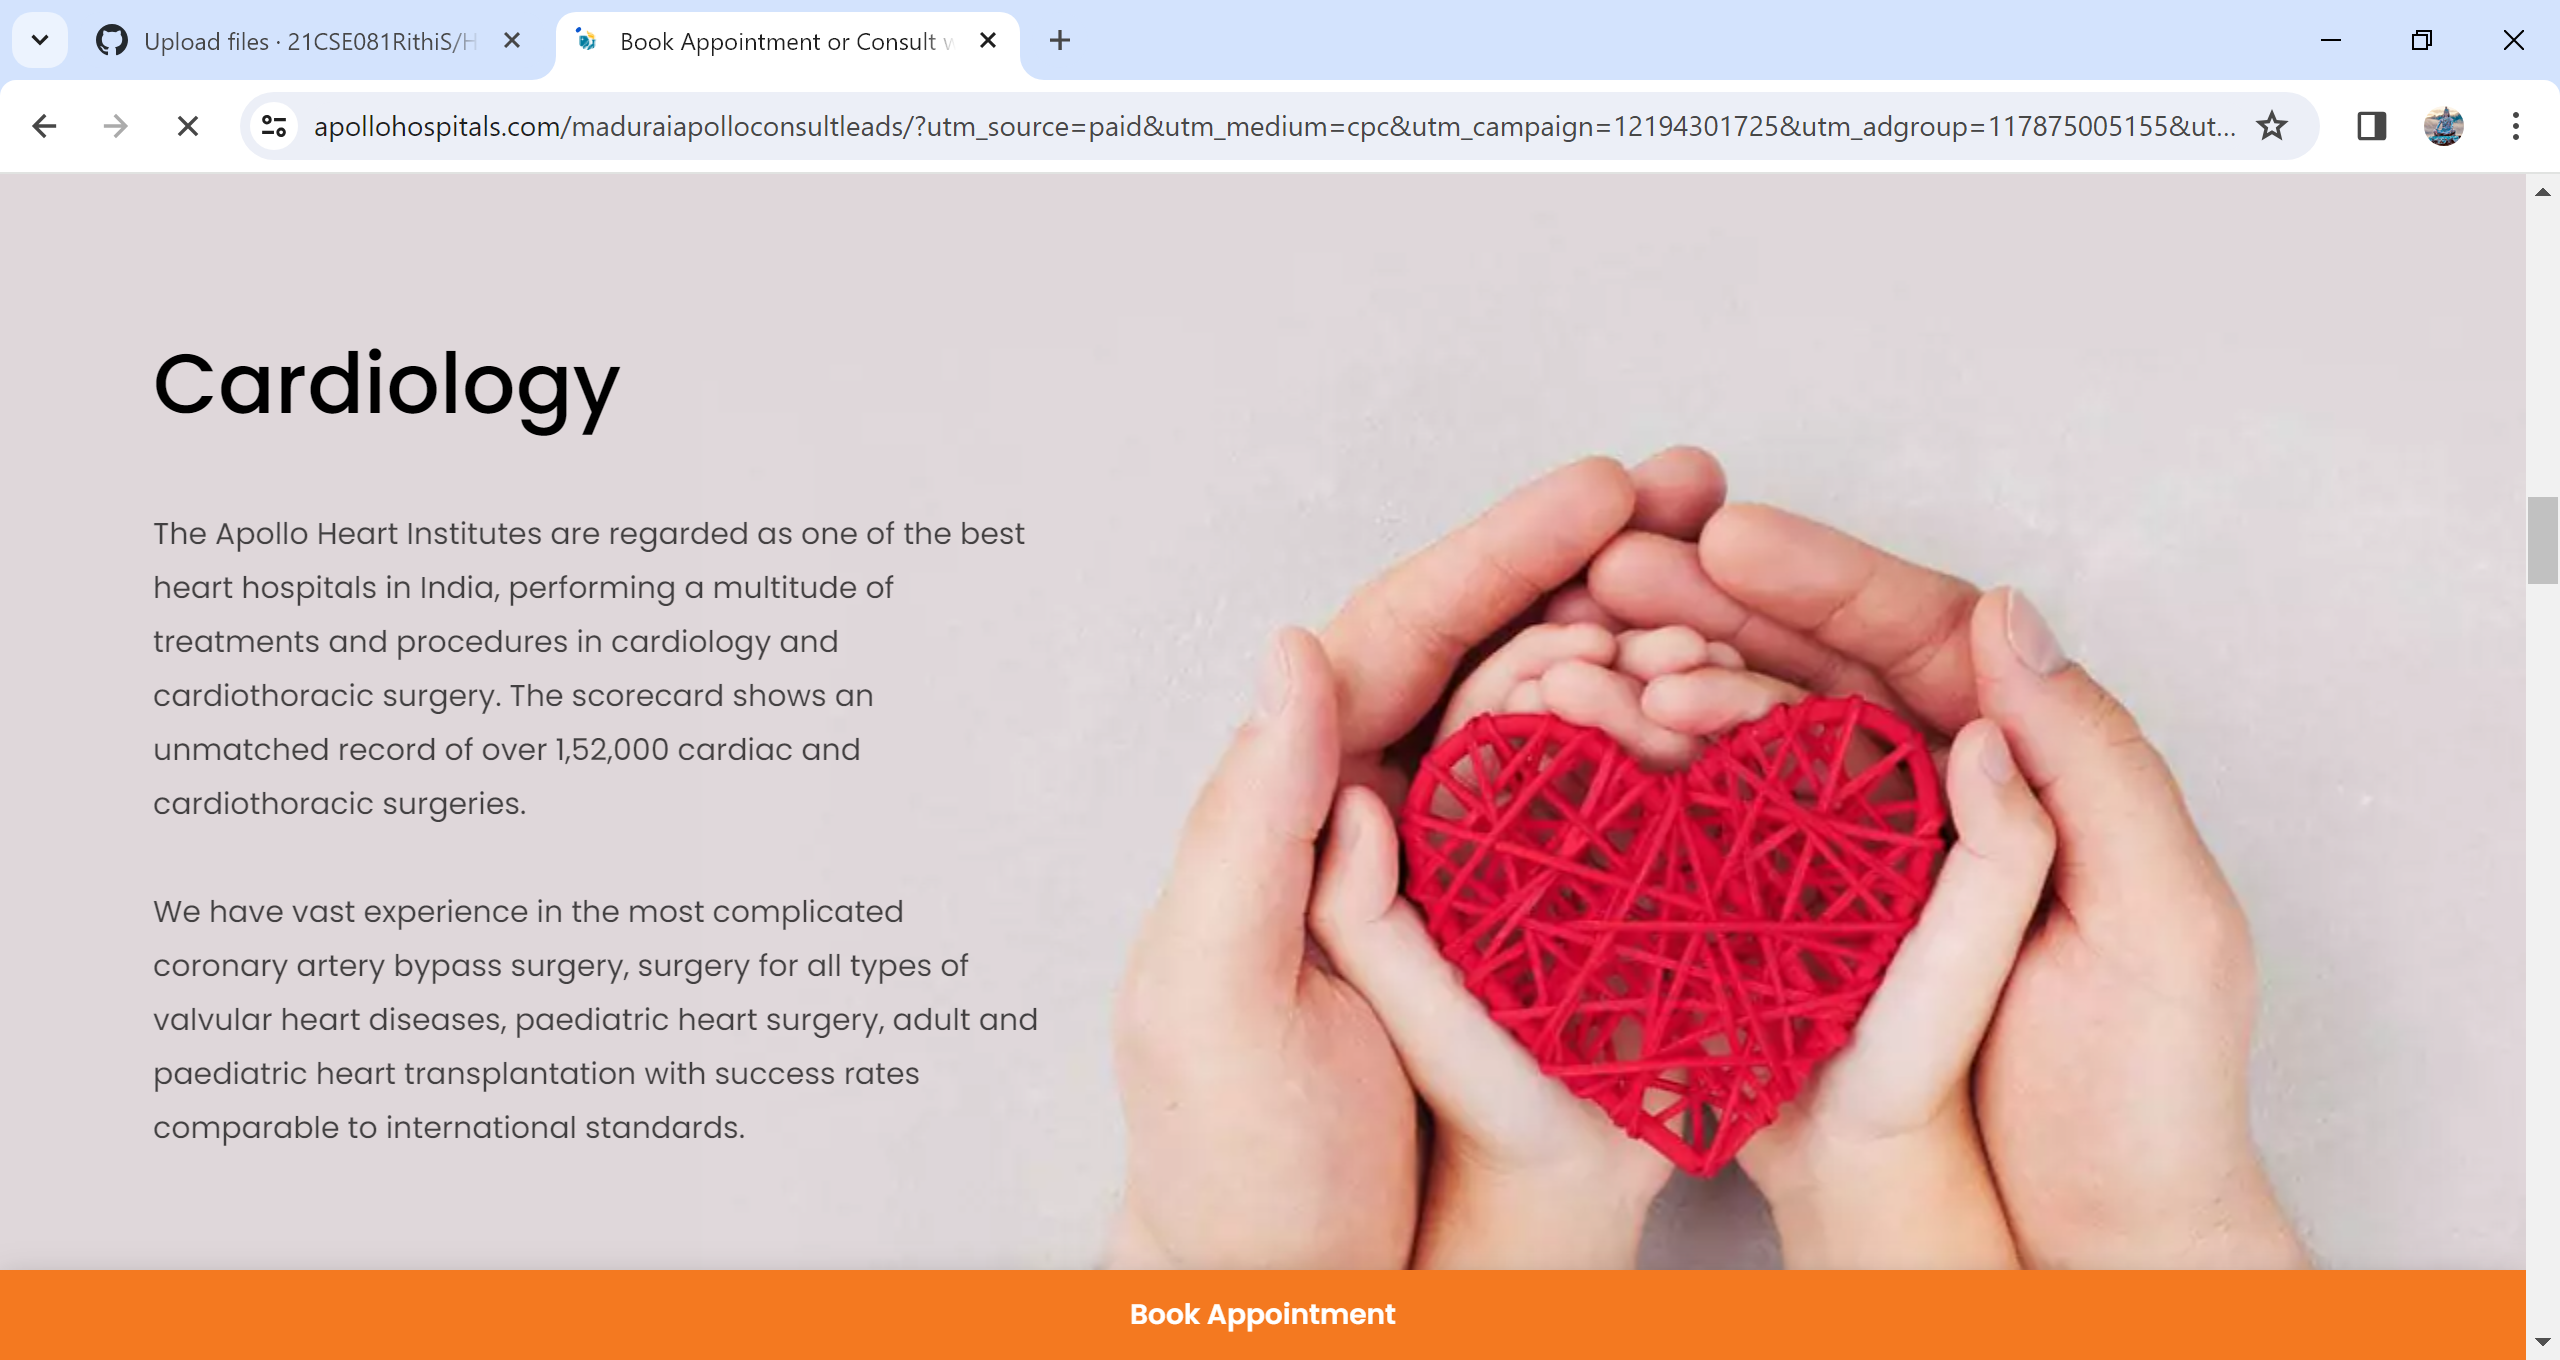 Upload files · 21CSE081RithiS/H
Book Appointment or Consult w
apollohospitals.com/maduraiapolloconsultleads/?utm_source=paid&utm_medium=cpc&utm_campaign=12194301725&utm_adgroup=117875005155&ut...
Cardiology
The Apollo Heart Institutes are regarded as one of the best
heart hospitals in India, performing a multitude of
treatments and procedures in cardiology and
cardiothoracic surgery. The scorecard shows an
unmatched record of over 1,52,000 cardiac and
cardiothoracic surgeries.
We have vast experience in the most complicated
coronary artery bypass surgery, surgery for all types of
valvular heart diseases, paediatric heart surgery, adult and
paediatric heart transplantation with success rates
comparable to international standards.
Book Appointment